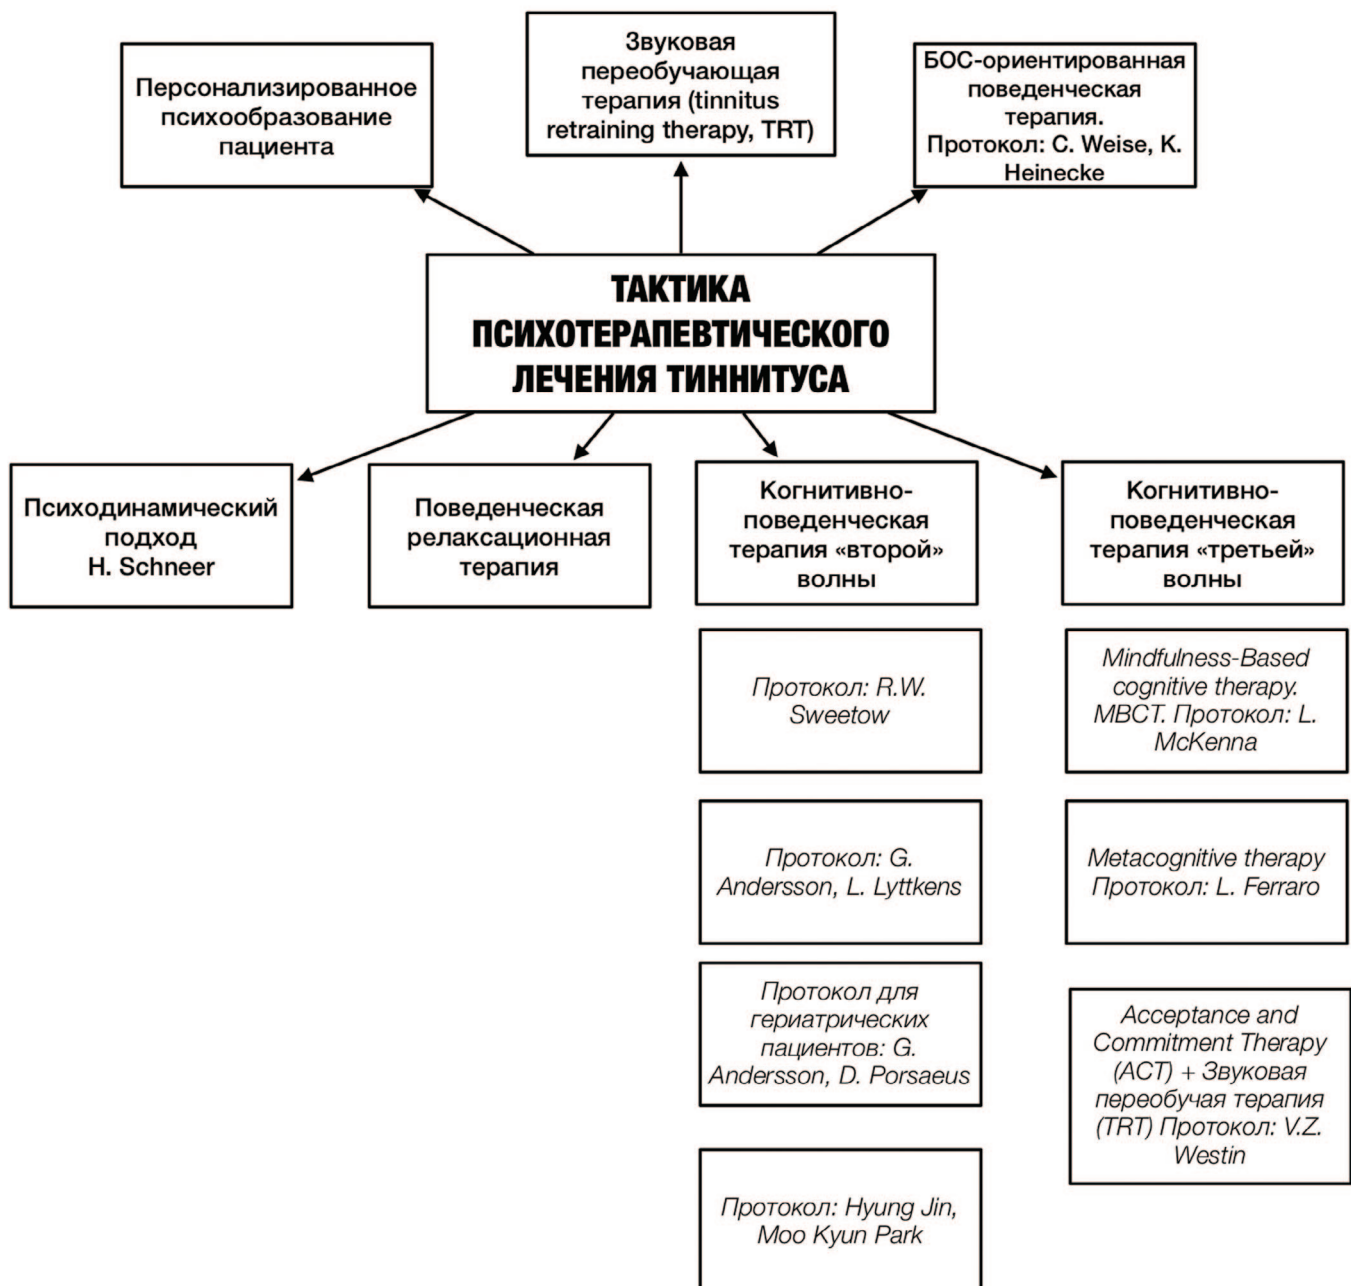 Персонализированное
психообразование
пациента
Звуковая
переобучающая
терапия (tinnitus
retraining therapy, TRT)
БОС-ориентированная
поведенческая
терапия.
Протокол: C. Weise, K.
Heinecke
ТАКТИКА
ПСИХОТЕРАПЕВТИЧЕСКОГО
ЛЕЧЕНИЯ ТИННИТУСА
Психодинамический
подход
H. Schneer
Поведенческая
релаксационная
терапия
Когнитивно-
поведенческая
терапия «второй»
волны
Когнитивно-
поведенческая
терапия «третьей»
волны
Протокол: R.W.
Sweetow
Протокол: G.
Andersson, L. Lyttkens
Протокол для
гериатрических
пациентов: G.
Andersson, D. Porsaeus
Протокол: Hyung Jin,
Moo Kyun Park
Mindfulness-Based
cognitive therapy.
MBCT. Протокол: L.
McKenna
Metacognitive therapy
Протокол: L. Ferraro
Acceptance and
Commitment Therapy
(ACT) + Звуковая
переобучая терапия
(TRT) Протокол: V.Z.
Westin